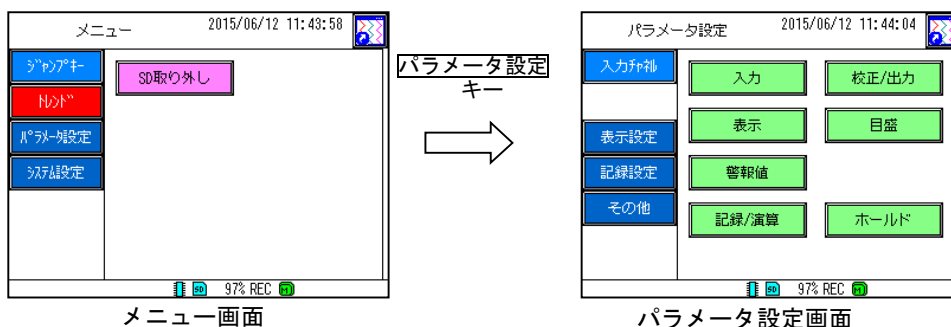 メニュー 2015/06/12 11:43:58
ｼﾞｬﾝﾌﾟｷｰ
SD取り外し
ﾄﾚﾝﾄﾞ
ﾊﾟﾗﾒｰﾀ設定
ｼｽﾃﾑ設定
97% REC M
メニュー画面
パラメータ設定
キー
パラメータ設定 2015/06/12 11:44:04
入力ﾁｬﾈﾙ
入力 校正/出力
表示設定 表示 目盛
記録設定 警報値
その他 記録/演算 ホールド
SD 97% REC M
パラメータ設定画面